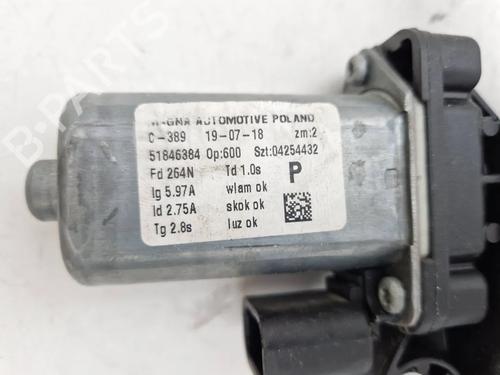 AUTOMOTIVE POLAND
C-389 19-07-18 zm:2
51846384 Op:600 Szt:04254432
Fd 264N Td 1.0s P
Ig 5.97A wlam ok
Id 2.75A skok ok
Tg 2.8s luz ok
B-PARTS